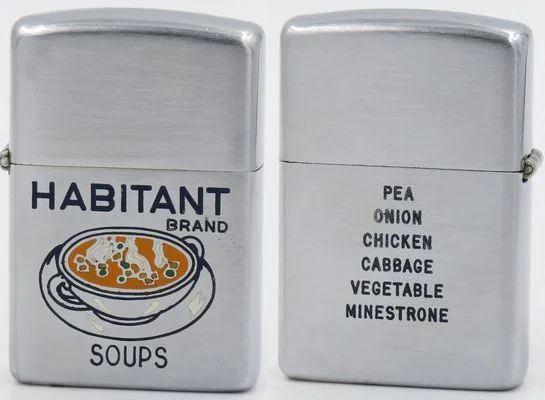 HABITANT
BRAND
SOUPS
PEA
ONION
CHICKEN
CABBAGE
VEGETABLE
MINESTRONE